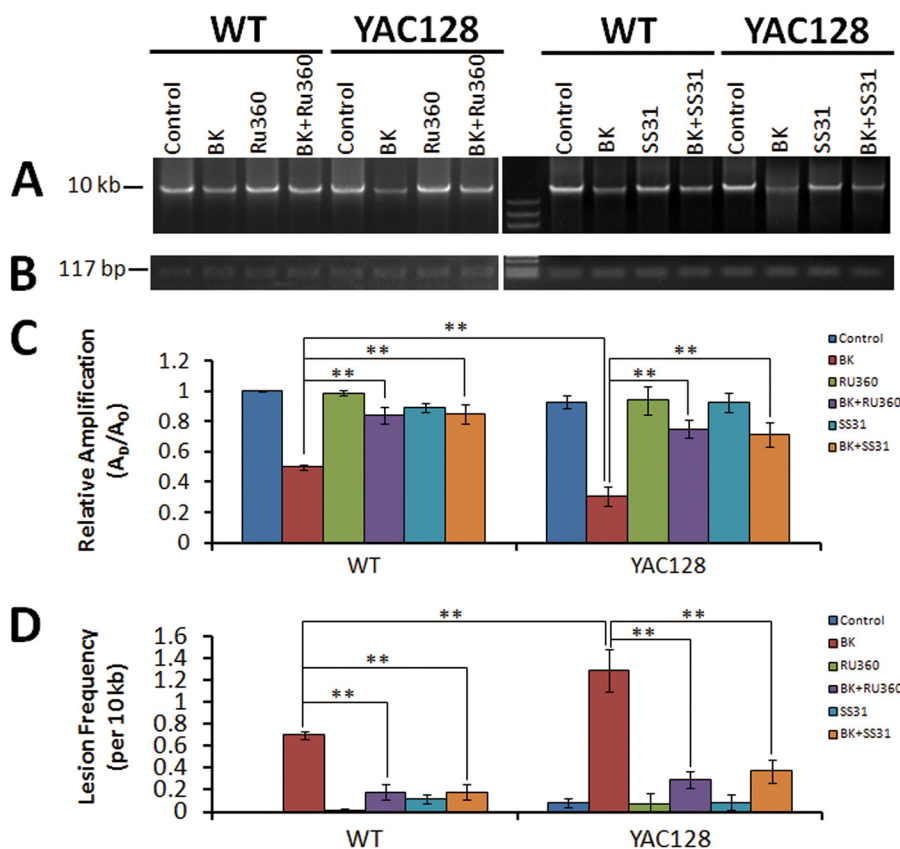 WT YAC128 WT YAC128
Control BK Ru360 BK+Ru360 Control BK Ru360 BK+Ru360 Control BK SS31 BK+SS31 Control BK SS31 BK+SS31
A 10 kb
B 117 bp
C
Relative Amplification
(A_D/A_O)
1.2
1
0.8
0.6
0.4
0.2
0
** ** ** ** **
WT YAC128
Control
BK
RU360
BK+RU360
SS31
BK+SS31
D
Lesion Frequency
(per 10 kb)
1.6
1.4
1.2
1
0.8
0.6
0.4
0.2
0
** ** ** ** **
WT YAC128
Control
BK
RU360
BK+RU360
SS31
BK+SS31